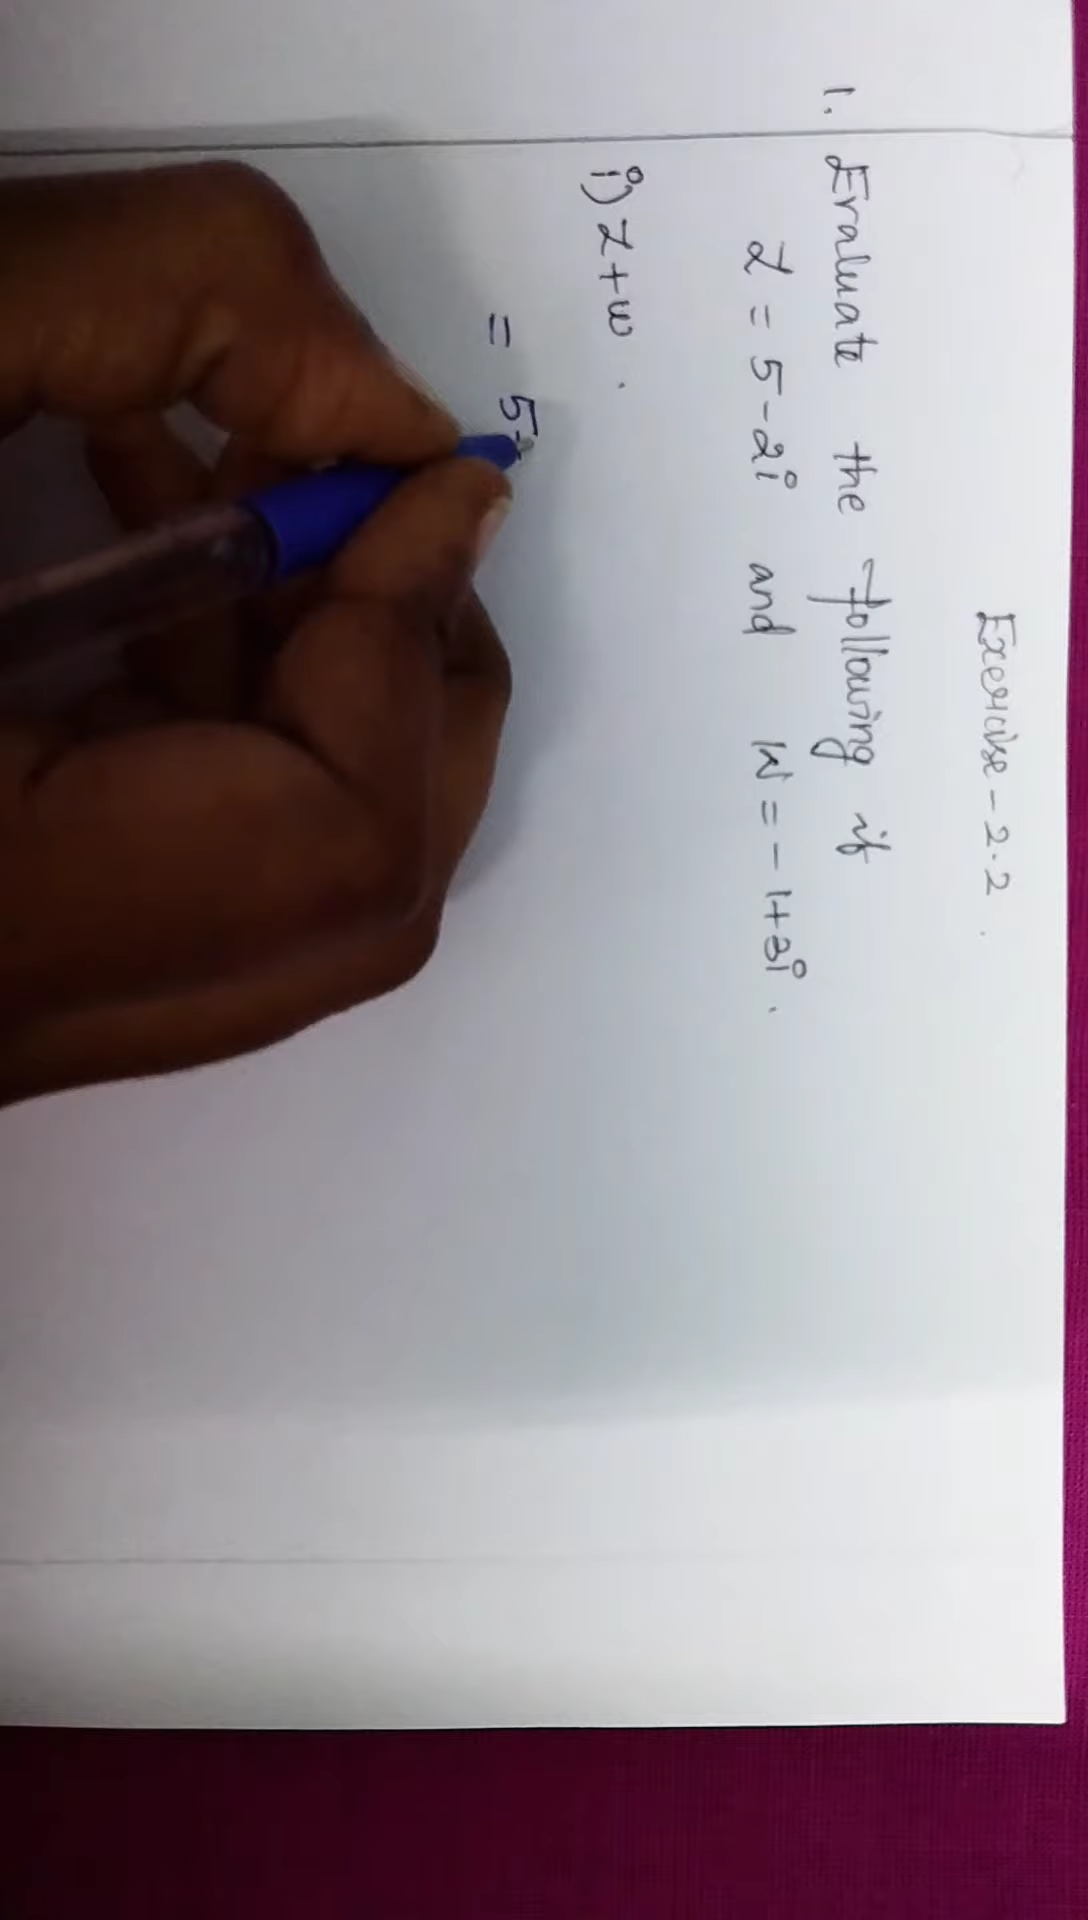 Exercise - 2.2.
1. Evaluate the following if
z = 5-2i and w = -1+3i.
i) z+w.
= 5-